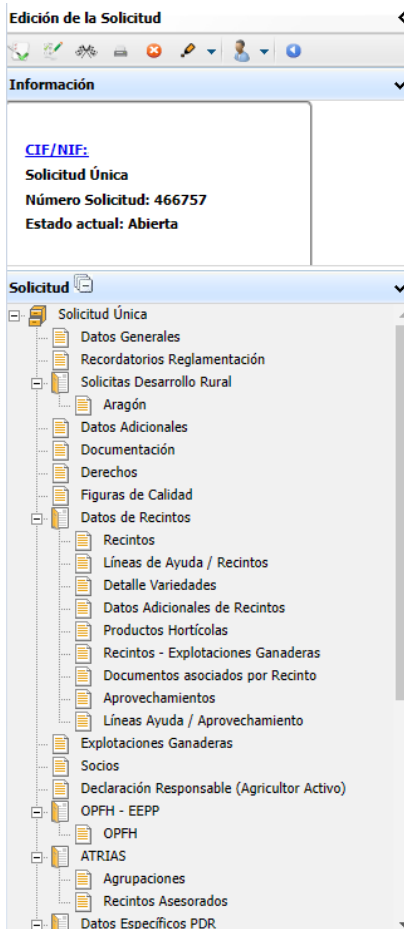 Edición de la Solicitud
Información
CIF/NIF:
Solicitud Única
Número Solicitud: 466757
Estado actual: Abierta
Solicitud
Solicitud Única
Datos Generales
Recordatorios Reglamentación
Solicitas Desarrollo Rural
Aragón
Datos Adicionales
Documentación
Derechos
Figuras de Calidad
Datos de Recintos
Recintos
Líneas de Ayuda / Recintos
Detalle Variedades
Datos Adicionales de Recintos
Productos Hortícolas
Recintos - Explotaciones Ganaderas
Documentos asociados por Recinto
Aprovechamientos
Líneas Ayuda / Aprovechamiento
Explotaciones Ganaderas
Socios
Declaración Responsable (Agricultor Activo)
OPFH - EEPP
OPFH
ATRIAS
Agrupaciones
Recintos Asesorados
Datos Específicos PDR